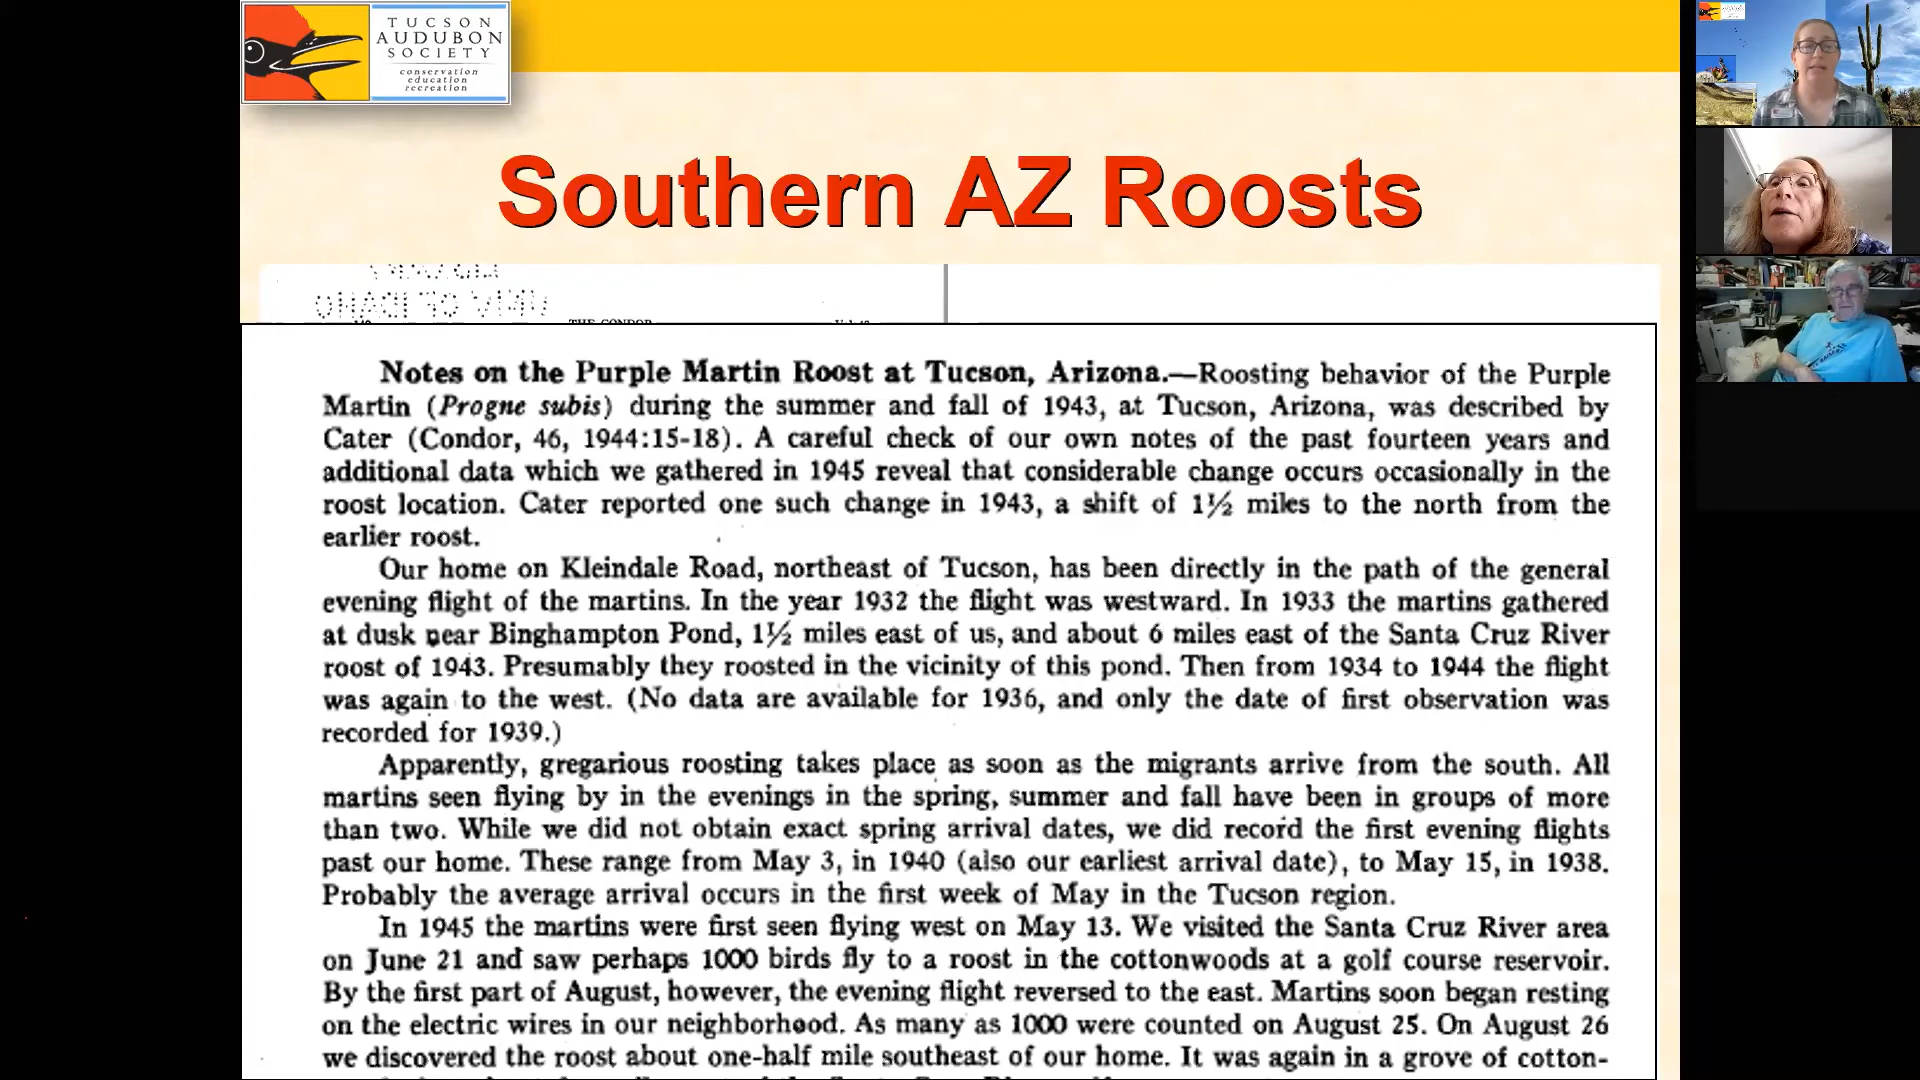 TUCSON
AUDUBON
SOCIETY
conservation
education
recreation
Southern AZ Roosts
THE CONDOR
Notes on the Purple Martin Roost at Tucson, Arizona.—Roosting behavior of the Purple
Martin (Progne subis) during the summer and fall of 1943, at Tucson, Arizona, was described by
Cater (Condor, 46, 1944:15-18). A careful check of our own notes of the past fourteen years and
additional data which we gathered in 1945 reveal that considerable change occurs occasionally in the
roost location. Cater reported one such change in 1943, a shift of 1½ miles to the north from the
earlier roost.
Our home on Kleindale Road, northeast of Tucson, has been directly in the path of the general
evening flight of the martins. In the year 1932 the flight was westward. In 1933 the martins gathered
at dusk near Binghampton Pond, 1½ miles east of us, and about 6 miles east of the Santa Cruz River
roost of 1943. Presumably they roosted in the vicinity of this pond. Then from 1934 to 1944 the flight
was again to the west. (No data are available for 1936, and only the date of first observation was
recorded for 1939.)
Apparently, gregarious roosting takes place as soon as the migrants arrive from the south. All
martins seen flying by in the evenings in the spring, summer and fall have been in groups of more
than two. While we did not obtain exact spring arrival dates, we did record the first evening flights
past our home. These range from May 3, in 1940 (also our earliest arrival date), to May 15, in 1938.
Probably the average arrival occurs in the first week of May in the Tucson region.
In 1945 the martins were first seen flying west on May 13. We visited the Santa Cruz River area
on June 21 and saw perhaps 1000 birds fly to a roost in the cottonwoods at a golf course reservoir.
By the first part of August, however, the evening flight reversed to the east. Martins soon began resting
on the electric wires in our neighborhood. As many as 1000 were counted on August 25. On August 26
we discovered the roost about one-half mile southeast of our home. It was again in a grove of cotton-